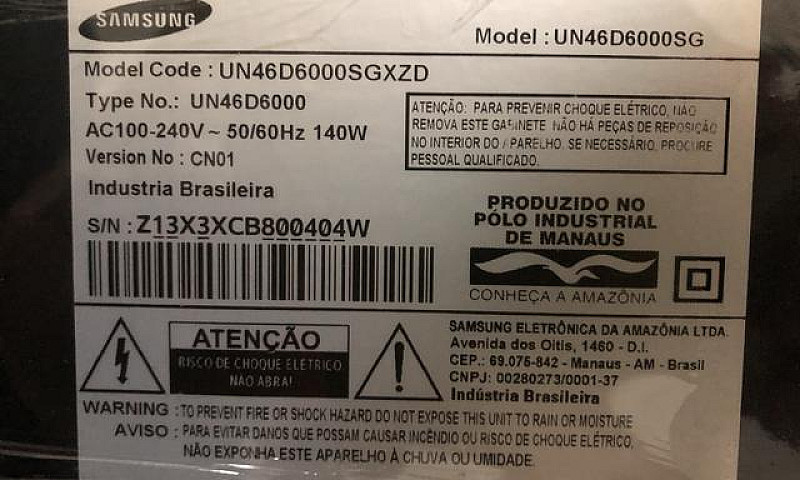 SAMSUNG
Model : UN46D6000SG
Model Code : UN46D6000SGXZD
Type No.: UN46D6000
AC100-240V ~ 50/60Hz 140W
Version No : CN01
Industria Brasileira
S/N : Z13X3XCB800404W
ATENÇÃO: PARA PREVENIR CHOQUE ELÉTRICO, NÃO
REMOVA ESTE GABINETE NÃO HÁ PEÇAS DE REPOSIÇÃO
NO INTERIOR DO / PARELHO. SE NECESSÁRIO, PROCURE
PESSOAL QUALIFICADO.
PRODUZIDO NO
PÓLO INDUSTRIAL
DE MANAUS
CONHEÇA A AMAZÔNIA
ATENÇÃO
RISCO DE CHOQUE ELÉTRICO
NÃO ABRA!
SAMSUNG ELETRÔNICA DA AMAZÔNIA LTDA.
Avenida dos Oitis, 1460 - D.I.
CEP.: 69.075-842 - Manaus - AM - Brasil
CNPJ: 00280273/0001-37
Indústria Brasileira
WARNING : TO PREVENT FIRE OR SHOCK HAZARD DO NOT EXPOSE THIS UNIT TO RAIN OR MOISTURE
AVISO : PARA EVITAR DANOS QUE POSSAM CAUSAR INCÊNDIO OU RISCO DE CHOQUE ELÉTRICO,
NÃO EXPONHA ESTE APARELHO À CHUVA OU UMIDADE.